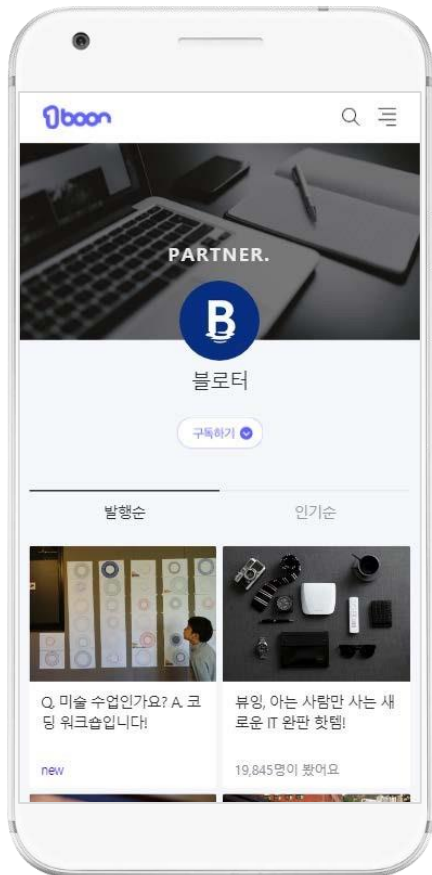 1boon
PARTNER.
B
블로터
구독하기
발행순
인기순
Q. 미술 수업인가요? A. 코
딩 워크숍입니다!
new
뷰잉, 아는 사람만 사는 새
로운 IT 완판 핫템!
19,845명이 봤어요